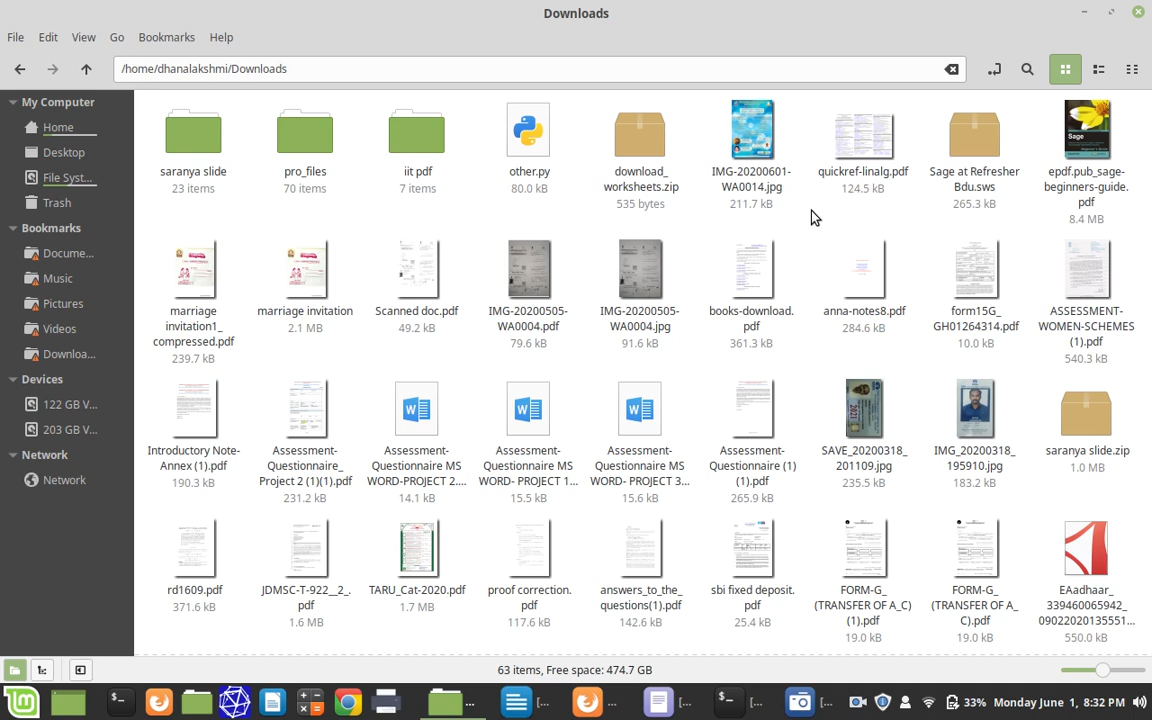 Downloads
File Edit View Go Bookmarks Help
/home/dhanalakshmi/Downloads
My Computer
Home
Desktop
File Syst...
Trash
Bookmarks
Docume...
Music
Pictures
Videos
Downloa...
Devices
122 GB V...
203 GB V...
Network
Network
saranya slide
23 items
pro_files
70 items
iit pdf
7 items
other.py
80.0 kB
download_
worksheets.zip
535 bytes
IMG-20200601-
WA0014.jpg
211.7 kB
quickref-linalg.pdf
124.5 kB
Sage at Refresher
Bdu.sws
265.3 kB
Sage
epdf.pub_sage-
beginners-guide.
pdf
8.4 MB
marriage
invitation1_
compressed.pdf
239.7 kB
marriage invitation
2.1 MB
Scanned doc.pdf
49.2 kB
IMG-20200505-
WA0004.pdf
79.6 kB
IMG-20200505-
WA0004.jpg
91.6 kB
books-download.
pdf
361.3 kB
anna-notes8.pdf
284.6 kB
form15G_
GH01264314.pdf
10.0 kB
ASSESSMENT-
WOMEN-SCHEMES
(1).pdf
540.3 kB
Introductory Note-
Annex (1).pdf
190.3 kB
Assessment-
Questionnaire_
Project 2 (1)(1).pdf
231.2 kB
W
Assessment-
Questionnaire MS
WORD-PROJECT 2....
14.1 kB
W
Assessment-
Questionnaire MS
WORD- PROJECT 1...
15.5 kB
W
Assessment-
Questionnaire MS
WORD- PROJECT 3...
15.6 kB
Assessment-
Questionnaire (1)
(1).pdf
265.9 kB
2021
SAVE_20200318_
201109.jpg
235.5 kB
IMG_20200318_
195910.jpg
183.2 kB
saranya slide.zip
1.0 MB
rd1609.pdf
371.6 kB
JDMSC-T-922__2_.
pdf
1.6 MB
TARU_Cat-2020.pdf
1.7 MB
proof correction.
pdf
117.6 kB
answers_to_the_
questions(1).pdf
142.6 kB
sbi fixed deposit.
pdf
25.4 kB
FORM-G_
(TRANSFER OF A_C)
(1).pdf
19.0 kB
FORM-G_
(TRANSFER OF A_
C).pdf
19.0 kB
EAadhaar_
339460065942_
09022020135551...
550.0 kB
63 items, Free space: 474.7 GB
... [... ... [... [... [... 33% Monday June 1, 8:32 PM